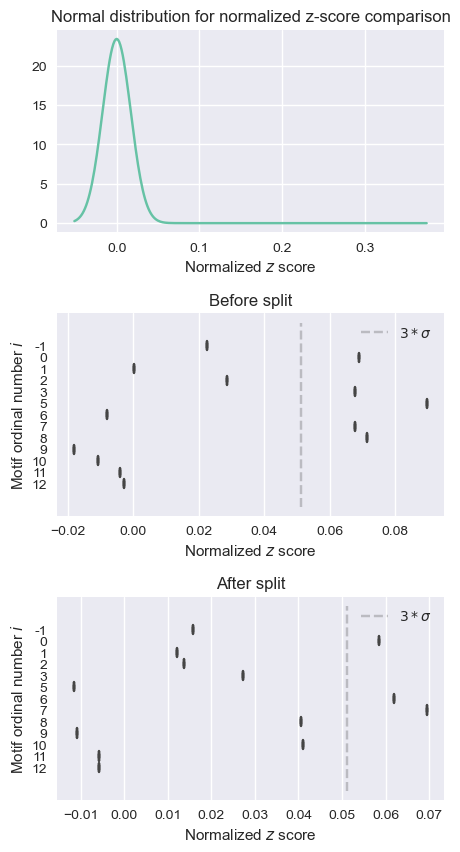 Normal distribution for normalized z-score comparison
20
15
10
5
0
0.0 0.1 0.2 0.3
Normalized z score
Before split
Motif ordinal number i
-1
0
1
2
3
5
6
7
8
9
10
11
12
3 * σ
−0.02 0.00 0.02 0.04 0.06 0.08
Normalized z score
After split
Motif ordinal number i
-1
0
1
2
3
5
6
7
8
9
10
11
12
3 * σ
−0.01 0.00 0.01 0.02 0.03 0.04 0.05 0.06 0.07
Normalized z score